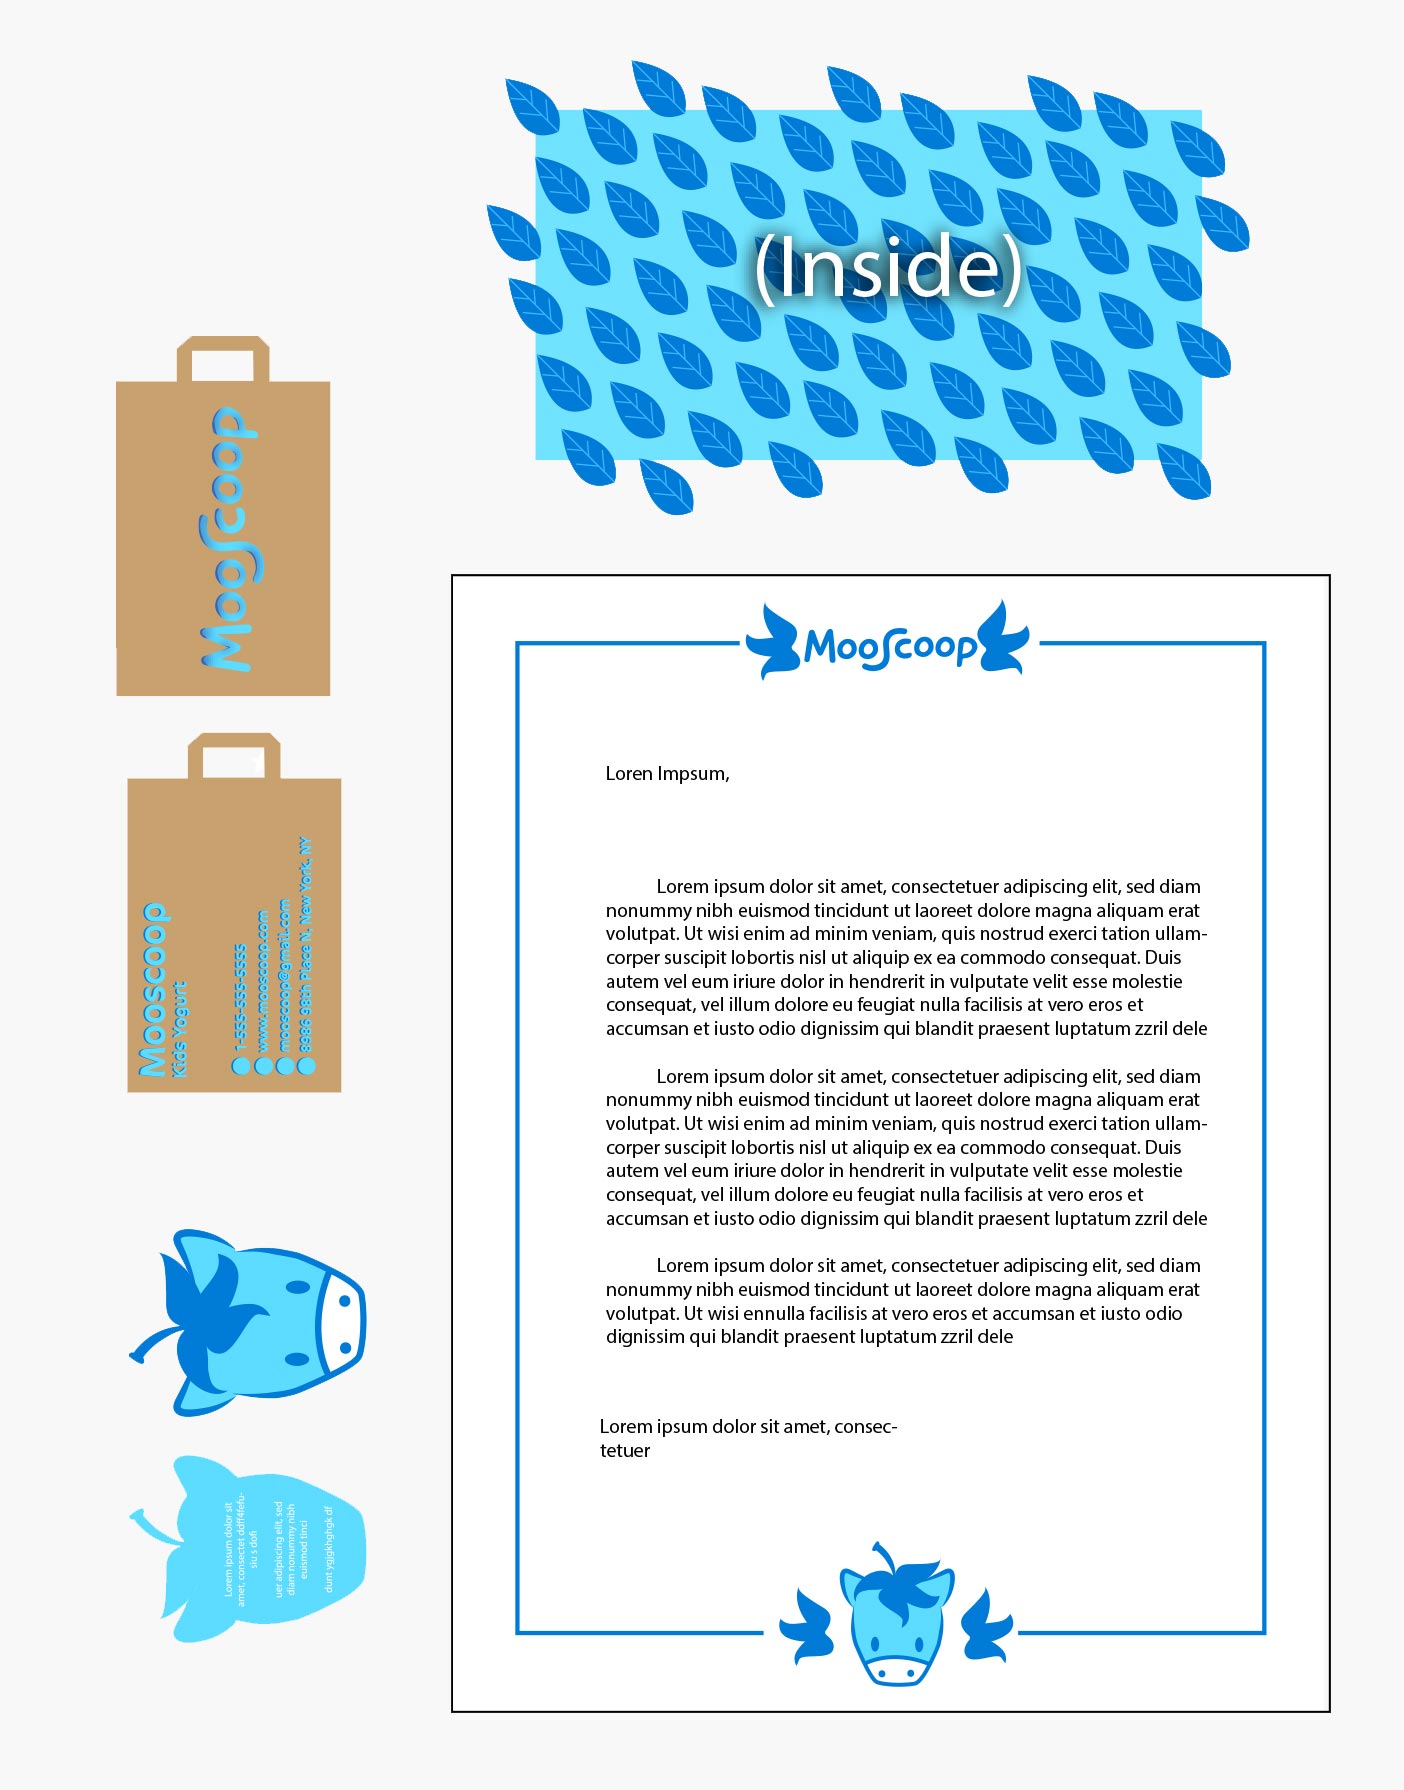 (Inside)
MooScoop
Mooscoop
Kids Yogurt
1-555-555-5555
www.mooscoop.com
mooscoop@gmail.com
8986 98th Place N, New York, NY
Lorem ipsum dolor sit
amet, consectet ddff4fefu-
siu s dofi
uer adipiscing elit, sed
diam nonummy nibh
euismod tinci
dunt ygjgkhghgk df
MooScoop
Loren Impsum,
Lorem ipsum dolor sit amet, consectetuer adipiscing elit, sed diam
nonummy nibh euismod tincidunt ut laoreet dolore magna aliquam erat
volutpat. Ut wisi enim ad minim veniam, quis nostrud exerci tation ullam-
corper suscipit lobortis nisl ut aliquip ex ea commodo consequat. Duis
autem vel eum iriure dolor in hendrerit in vulputate velit esse molestie
consequat, vel illum dolore eu feugiat nulla facilisis at vero eros et
accumsan et iusto odio dignissim qui blandit praesent luptatum zzril dele
Lorem ipsum dolor sit amet, consectetuer adipiscing elit, sed diam
nonummy nibh euismod tincidunt ut laoreet dolore magna aliquam erat
volutpat. Ut wisi enim ad minim veniam, quis nostrud exerci tation ullam-
corper suscipit lobortis nisl ut aliquip ex ea commodo consequat. Duis
autem vel eum iriure dolor in hendrerit in vulputate velit esse molestie
consequat, vel illum dolore eu feugiat nulla facilisis at vero eros et
accumsan et iusto odio dignissim qui blandit praesent luptatum zzril dele
Lorem ipsum dolor sit amet, consectetuer adipiscing elit, sed diam
nonummy nibh euismod tincidunt ut laoreet dolore magna aliquam erat
volutpat. Ut wisi ennulla facilisis at vero eros et accumsan et iusto odio
dignissim qui blandit praesent luptatum zzril dele
Lorem ipsum dolor sit amet, consec-
tetuer